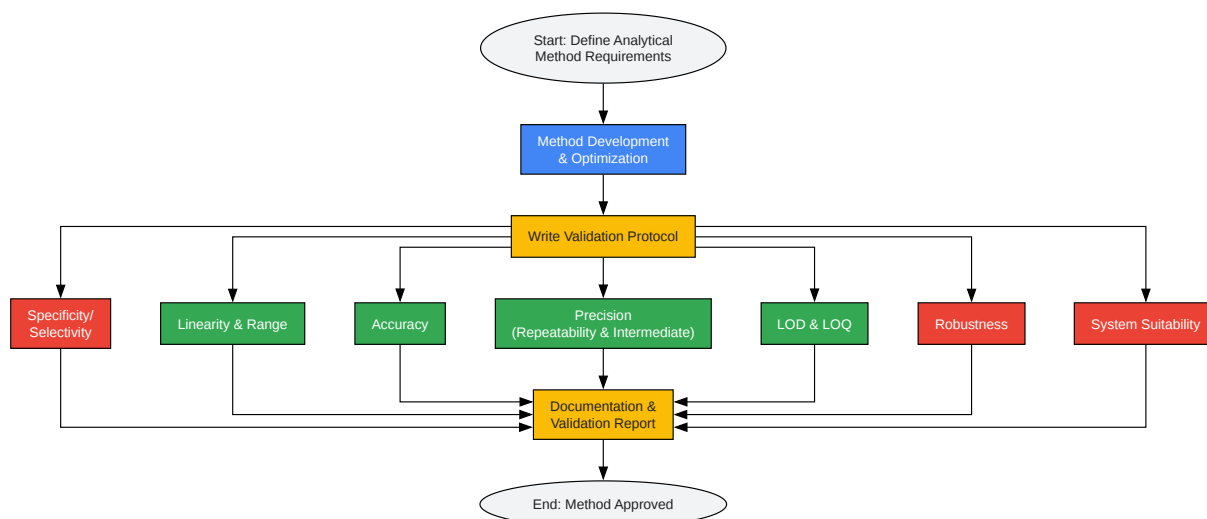 Start: Define Analytical
Method Requirements
Method Development
& Optimization
Write Validation Protocol
Specificity/
Selectivity
Linearity & Range
Accuracy
Precision
(Repeatability & Intermediate)
LOD & LOQ
Robustness
System Suitability
Documentation &
Validation Report
End: Method Approved